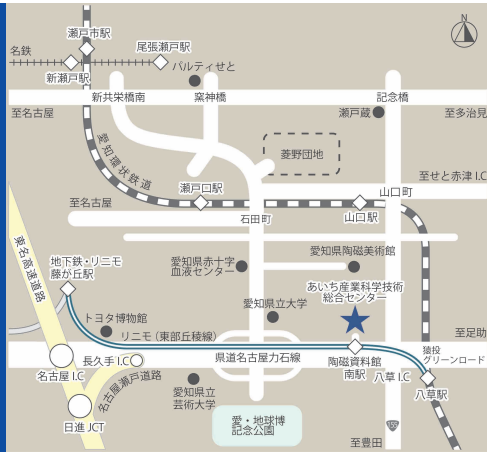 N
瀬戸市駅
名鉄
尾張瀬戸駅
新瀬戸駅
パルティせと
新共栄橋南
窯神橋
記念橋
至名古屋
瀬戸蔵
至多治見
愛知環状鉄道
菱野団地
至せと赤津 I.C
瀬戸口駅
山口町
至名古屋
石田町
山口駅
東名高速道路
地下鉄・リニモ
藤が丘駅
愛知県赤十字
血液センター
愛知県陶磁美術館
あいち産業科学技術
総合センター
愛知県立大学
トヨタ博物館
リニモ（東部丘陵線）
至足助
県道名古屋力石線
陶磁資料館
南駅
猿投
グリーンロード
長久手 I.C
八草 I.C
名古屋 I.C
名古屋瀬戸道路
愛知県立
芸術大学
八草駅
日進 JCT
愛・地球博
記念公園
155
至豊田